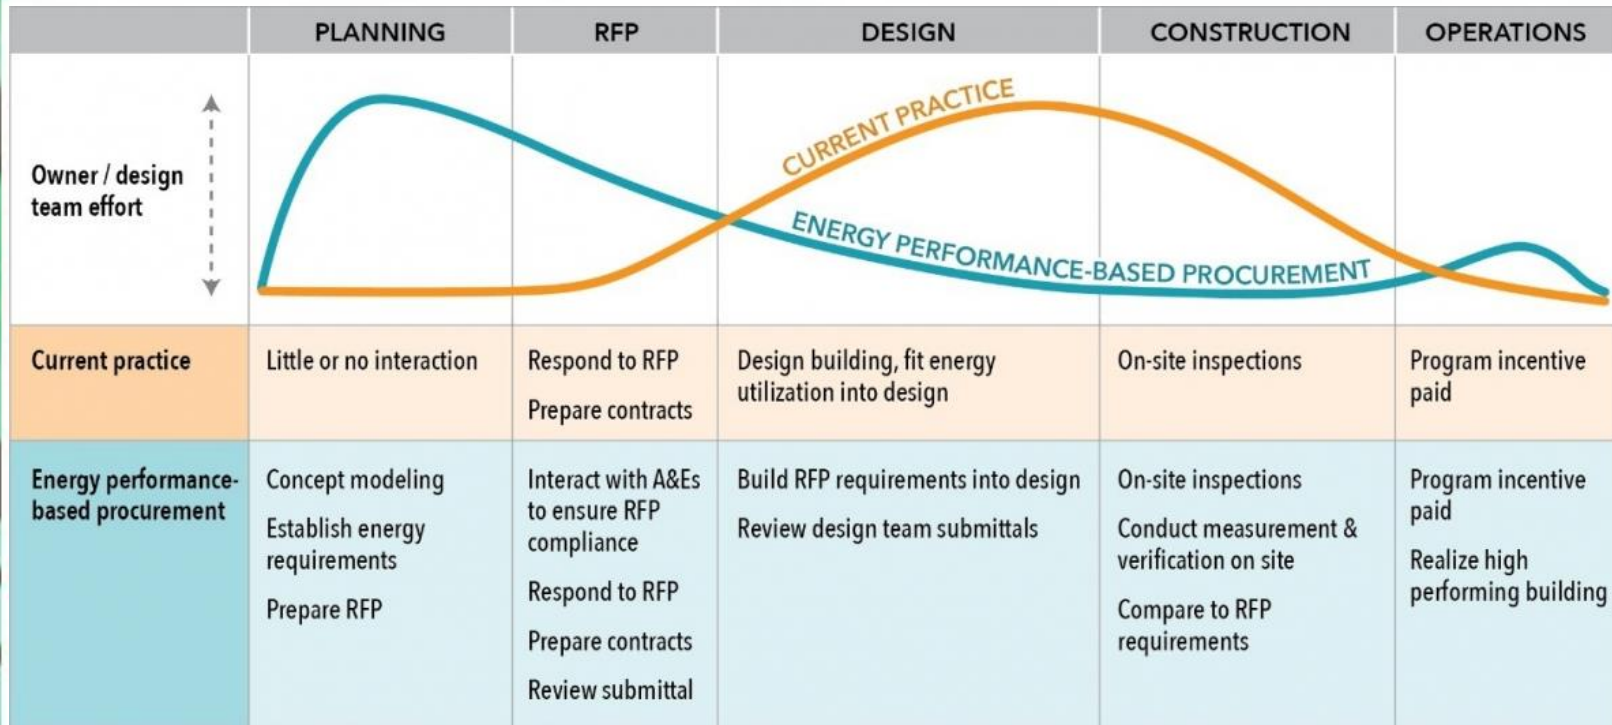 PLANNING RFP DESIGN CONSTRUCTION OPERATIONS
Owner / design
team effort
CURRENT PRACTICE
ENERGY PERFORMANCE-BASED PROCUREMENT
Current practice
Little or no interaction
Respond to RFP
Prepare contracts
Design building, fit energy
utilization into design
On-site inspections
Program incentive
paid
Energy performance-
based procurement
Concept modeling
Establish energy
requirements
Prepare RFP
Interact with A&Es
to ensure RFP
compliance
Respond to RFP
Prepare contracts
Review submittal
Build RFP requirements into design
Review design team submittals
On-site inspections
Conduct measurement &
verification on site
Compare to RFP
requirements
Program incentive
paid
Realize high
performing building